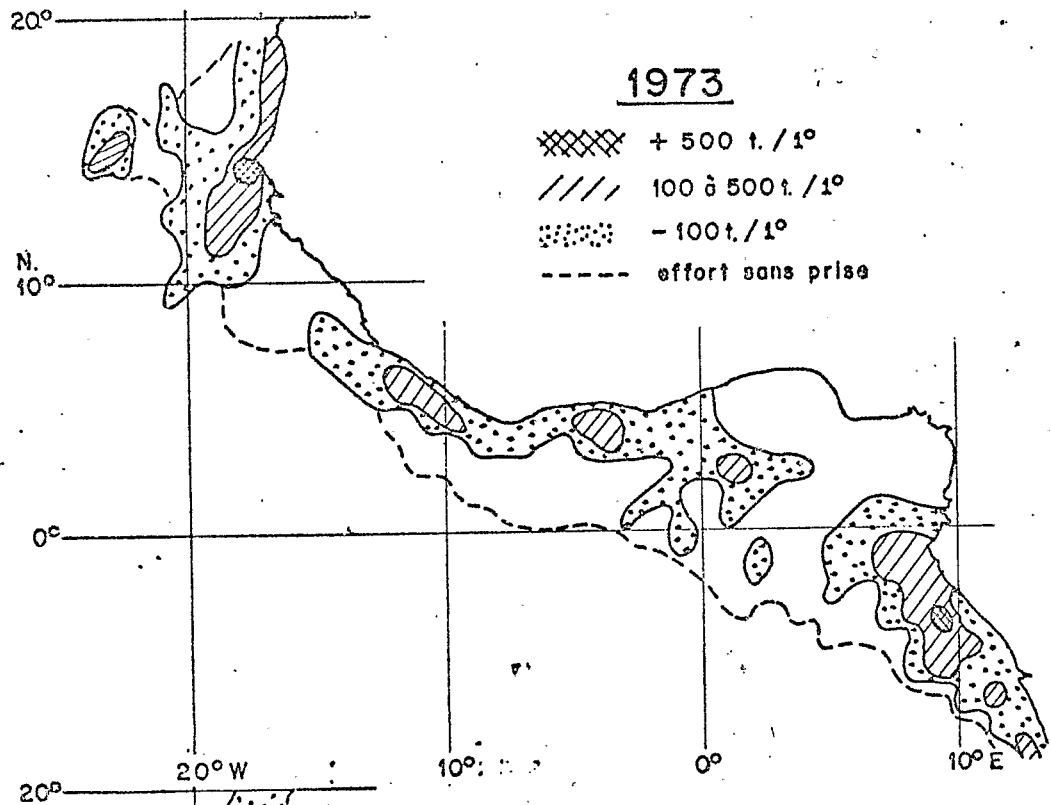 20°
1973
+ 500 t./1°
100 à 500 t./1°
- 100 t./1°
effort sans prise
N.
10°
0°
20° W
10°
0°
10° E
20°